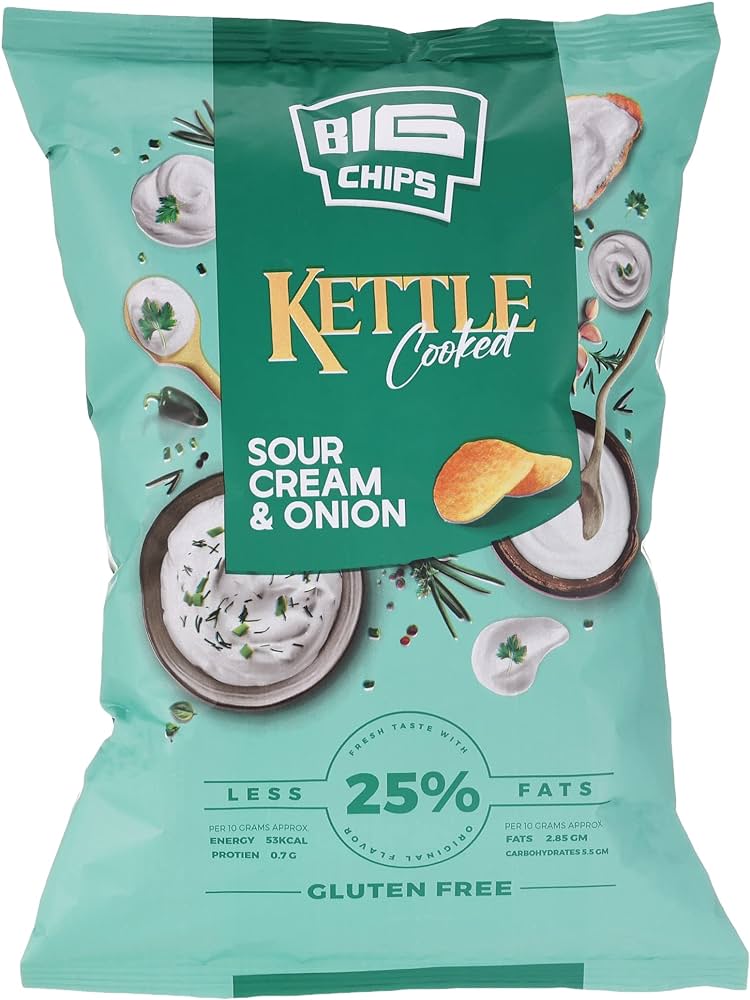 BIG
CHIPS
KETTLE
Cooked
SOUR
CREAM
& ONION
FRESH TASTE WITH
LESS 25% FATS
ORIGINAL FLAVOR
PER 10 GRAMS APPROX.
ENERGY 53KCAL
PROTIEN 0.7 G
PER 10 GRAMS APPROX.
FATS 2.85 GM
CARBOHYDRATES 5.5 GM
GLUTEN FREE